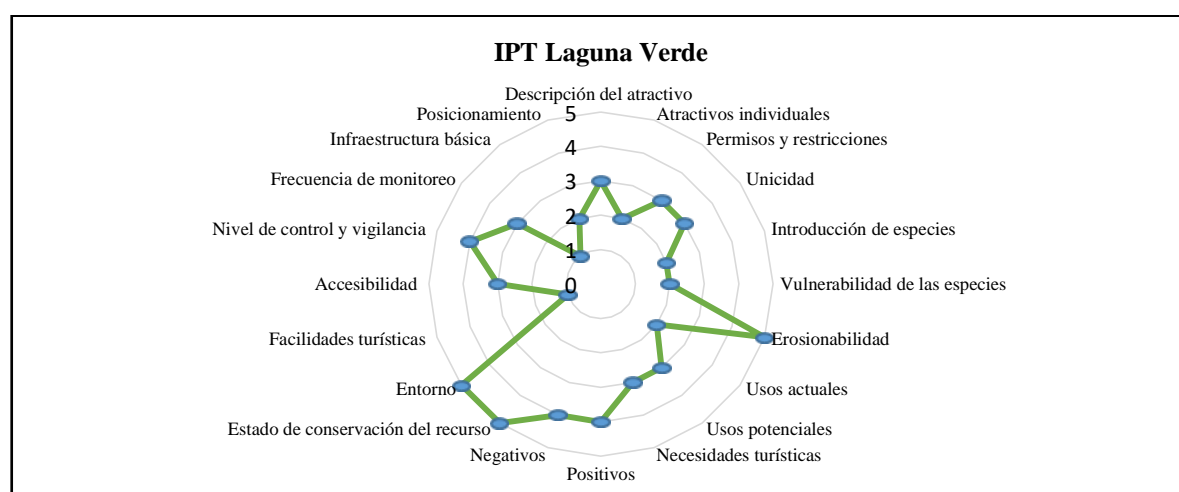 IPT Laguna Verde
Descripción del atractivo
Posicionamiento
Atractivos individuales
Infraestructura básica
Permisos y restricciones
Frecuencia de monitoreo
Unicidad
Nivel de control y vigilancia
Introducción de especies
Accesibilidad
Vulnerabilidad de las especies
Facilidades turísticas
Erosionabilidad
Entorno
Usos actuales
Estado de conservación del recurso
Usos potenciales
Negativos
Necesidades turísticas
Positivos
5
4
3
2
1
0